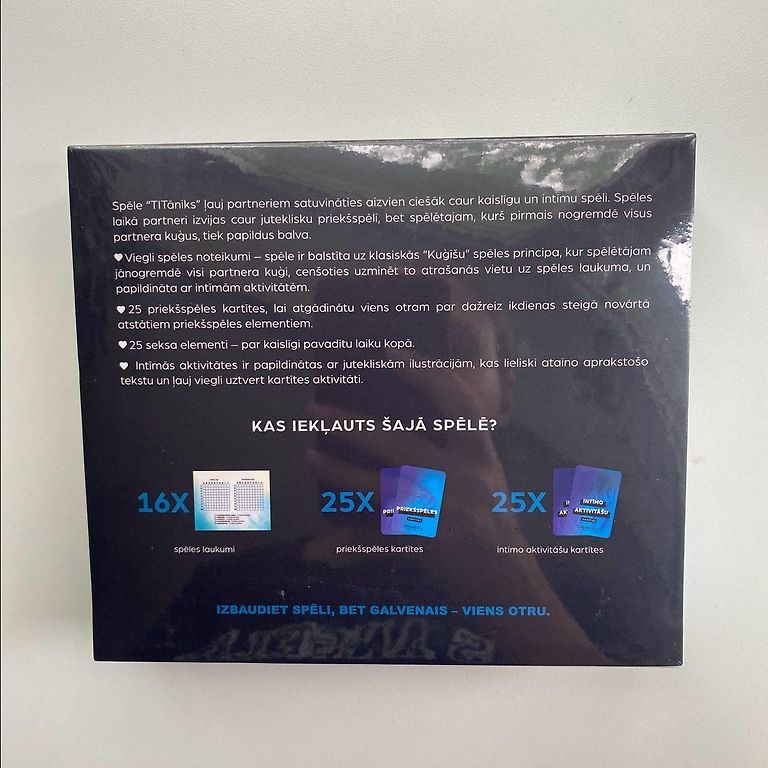 Spēle “TITāniks” ļauj partneriem satuvināties aizvien ciešāk caur kaislīgu un intīmu spēli. Spēles
laikā partneri izvijas caur juteklisku priekšspēli, bet spēlētajam, kurš pirmais nogremdē visus
partnera kuģus, tiek papildus balva.
Viegli spēles noteikumi – spēle ir balstīta uz klasiskās “Kuģīšu” spēles principa, kur spēlētājam
jānogremdē visi partnera kuģi, cenšoties uzminēt to atrašanās vietu uz spēles laukuma, un
papildināta ar intīmām aktivitātēm.
25 priekšspēles kartītes, lai atgādinātu viens otram par dažreiz ikdienas steigā novārtā
atstātiem priekšspēles elementiem.
25 seksa elementi – par kaislīgi pavadītu laiku kopā.
Intīmās aktivitātes ir papildinātas ar jutekliskām ilustrācijām, kas lieliski ataino aprakstošo
tekstu un ļauj viegli uztvert kartītes aktivitāti.
KAS IEKĻAUTS ŠAJĀ SPĒLĒ?
16X
25X
PRIEKŠSPĒLES
25X
INTĪMO
AKTIVITĀŠU
spēles laukumi
priekšspēles kartītes
intīmo aktivitāšu kartītes
IZBAUDIET SPĒLI, BET GALVENAIS – VIENS OTRU.